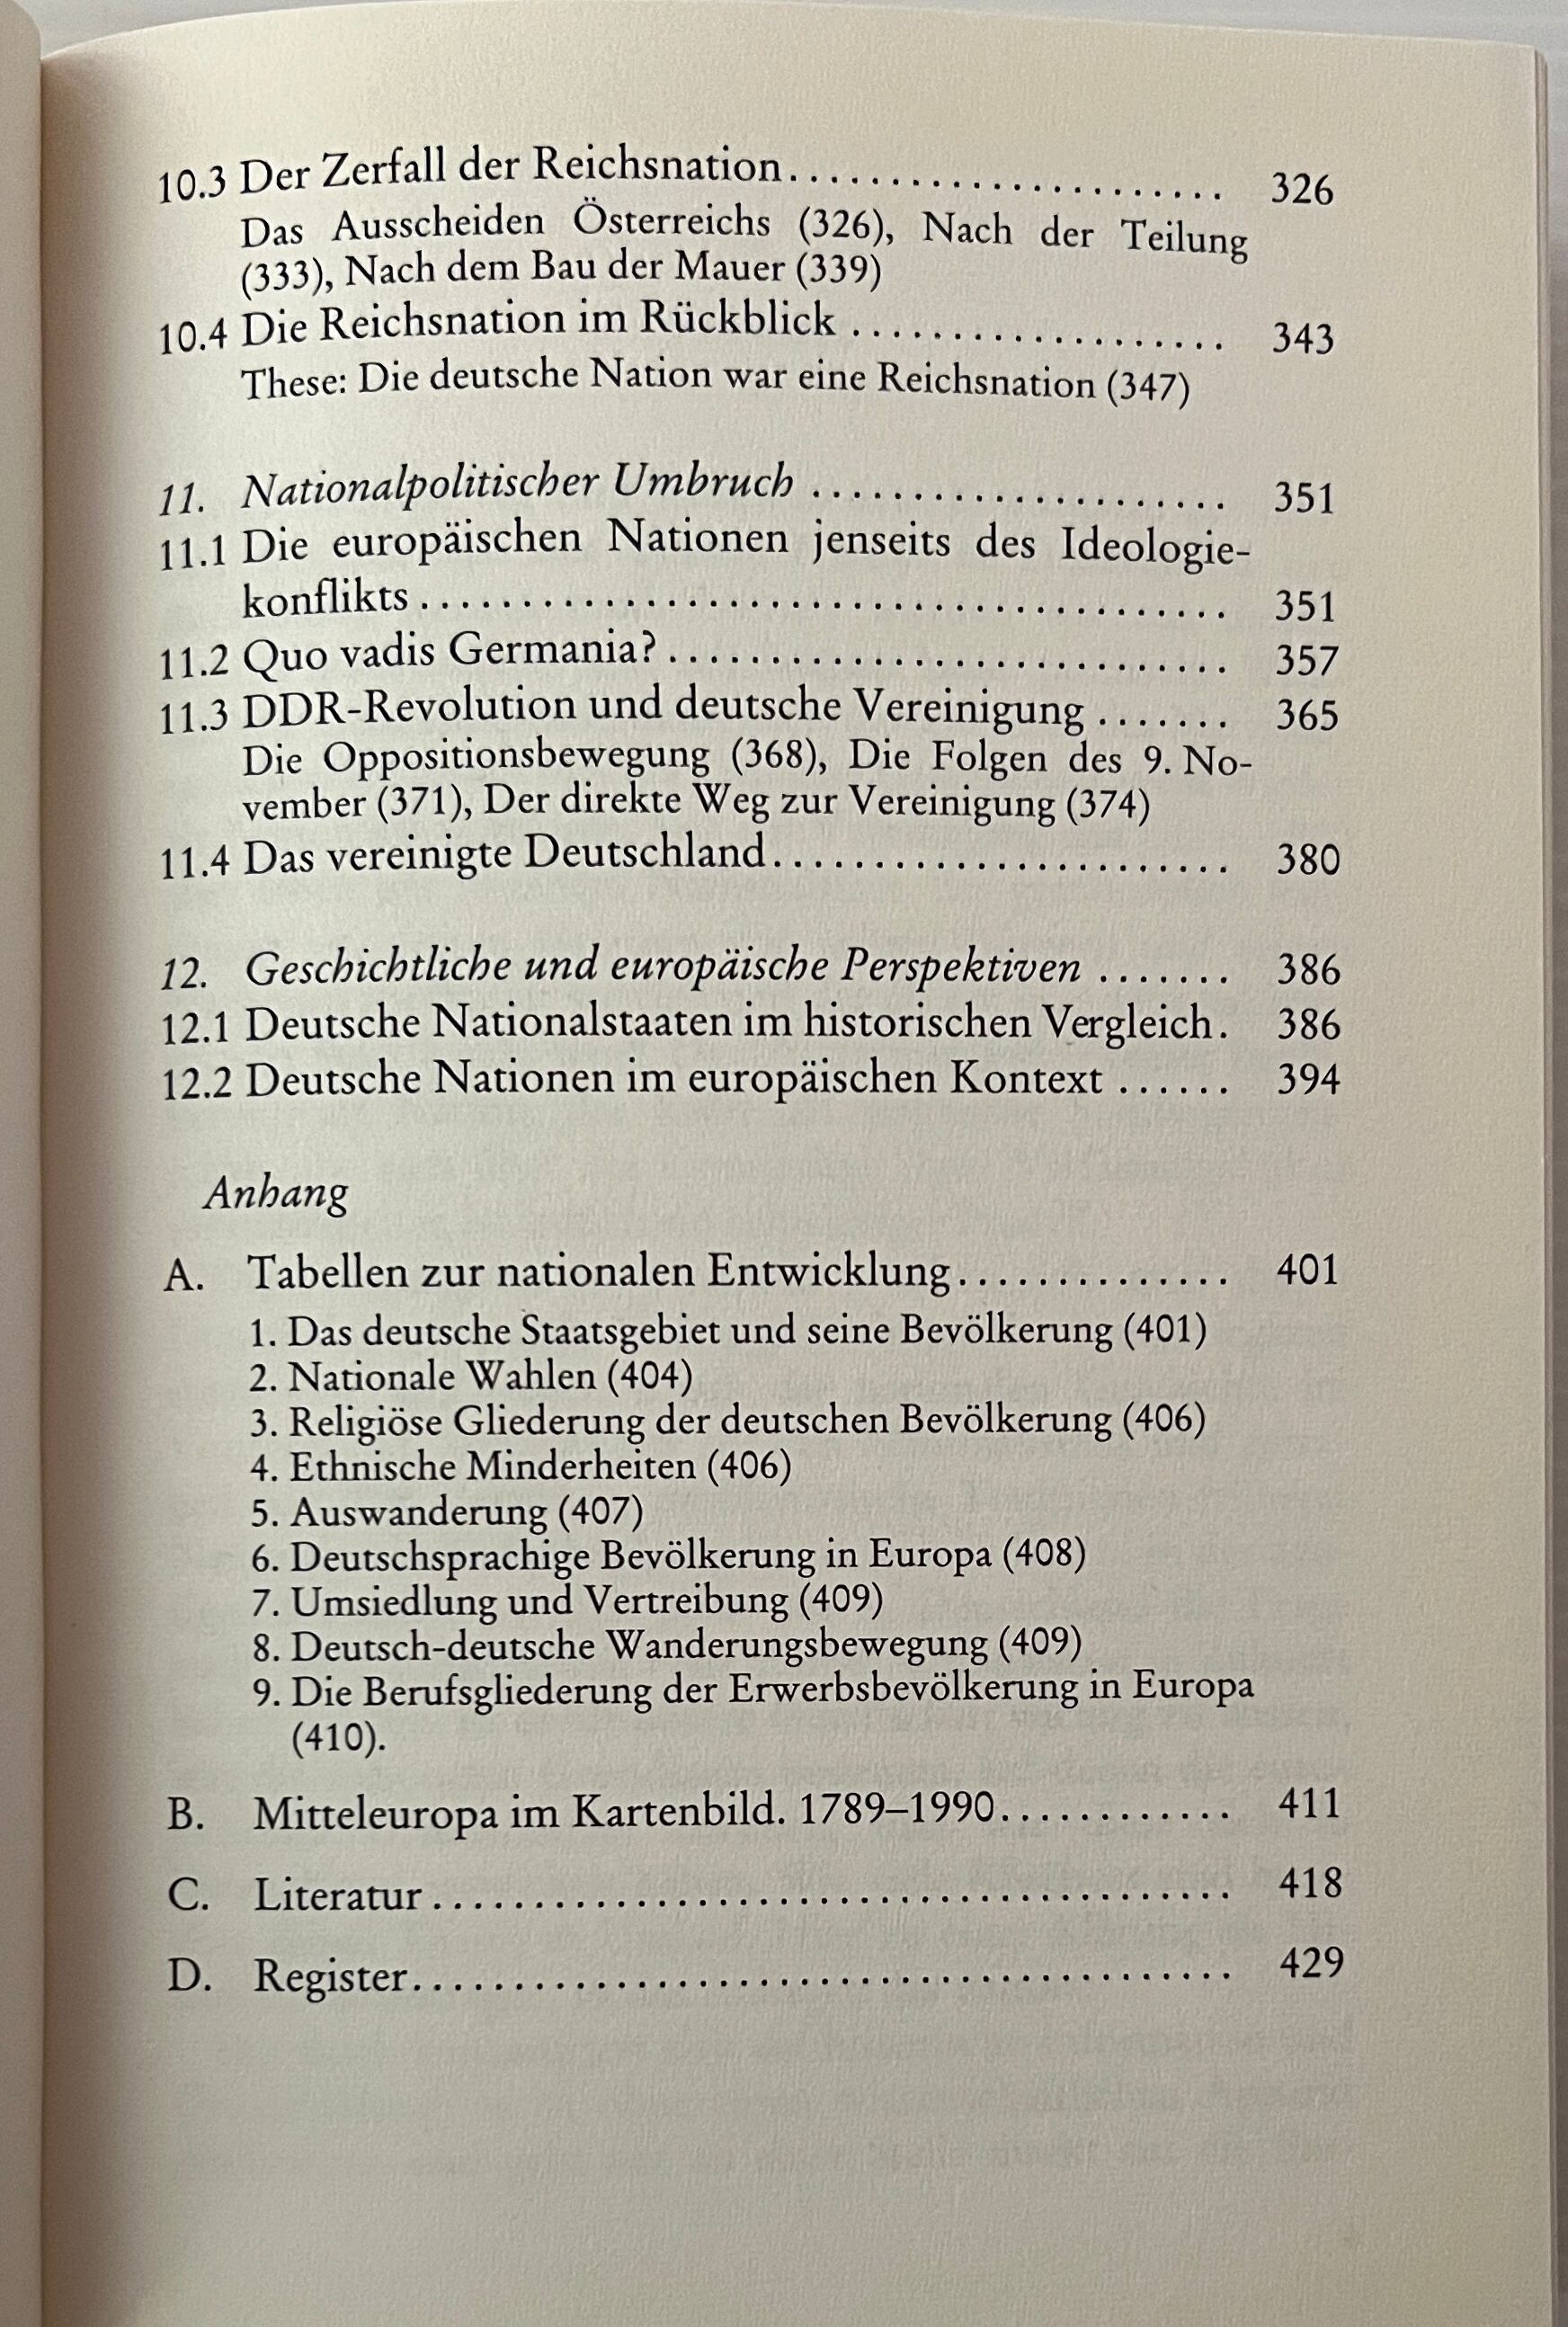 10.3 Der Zerfall der Reichsnation...................... 326
Das Ausscheiden Österreichs (326), Nach der Teilung
(333), Nach dem Bau der Mauer (339)
10.4 Die Reichsnation im Rückblick ................... 343
These: Die deutsche Nation war eine Reichsnation (347)
11. Nationalpolitischer Umbruch ..................... 351
11.1 Die europäischen Nationen jenseits des Ideologie-
konflikts ......................................... 351
11.2 Quo vadis Germania? ............................ 357
11.3 DDR-Revolution und deutsche Vereinigung ....... 365
Die Oppositionsbewegung (368), Die Folgen des 9. No-
vember (371), Der direkte Weg zur Vereinigung (374)
11.4 Das vereinigte Deutschland....................... 380
12. Geschichtliche und europäische Perspektiven ....... 386
12.1 Deutsche Nationalstaaten im historischen Vergleich. 386
12.2 Deutsche Nationen im europäischen Kontext ...... 394
Anhang
A. Tabellen zur nationalen Entwicklung.............. 401
1. Das deutsche Staatsgebiet und seine Bevölkerung (401)
2. Nationale Wahlen (404)
3. Religiöse Gliederung der deutschen Bevölkerung (406)
4. Ethnische Minderheiten (406)
5. Auswanderung (407)
6. Deutschsprachige Bevölkerung in Europa (408)
7. Umsiedlung und Vertreibung (409)
8. Deutsch-deutsche Wanderungsbewegung (409)
9. Die Berufsgliederung der Erwerbsbevölkerung in Europa
(410).
B. Mitteleuropa im Kartenbild. 1789–1990............ 411
C. Literatur ........................................ 418
D. Register......................................... 429